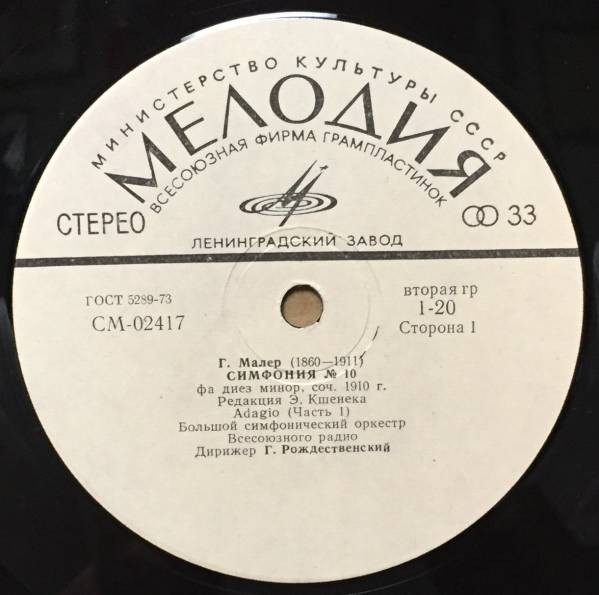 МИНИСТЕРСТВО КУЛЬТУРЫ СССР
МЕЛОДИЯ
ВСЕСОЮЗНАЯ ФИРМА ГРАМПЛАСТИНОК
СТЕРЕО
33
ЛЕНИНГРАДСКИЙ ЗАВОД
ГОСТ 5289-73
СМ-02417
вторая гр
1-20
Сторона 1
Г. Малер (1860—1911)
СИМФОНИЯ № 10
фа диез минор, соч. 1910 г.
Редакция Э. Кшенека
Adagio (Часть 1)
Большой симфонический оркестр
Всесоюзного радио
Дирижер Г. Рождественский